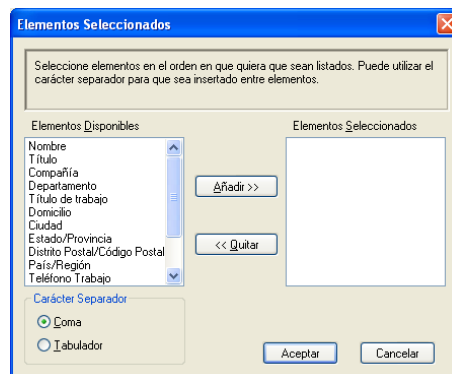 Elementos Seleccionados
Seleccione elementos en el orden en que quiera que sean listados. Puede utilizar el
carácter separador para que sea insertado entre elementos.
Elementos Disponibles
Elementos Seleccionados
Nombre
Título
Compañía
Departamento
Título de trabajo
Domicilio
Ciudad
Estado/Provincia
Distrito Postal/Código Postal
País/Región
Teléfono Trabajo
Añadir >>
<< Quitar
Carácter Separador
Coma
Tabulador
Aceptar
Cancelar